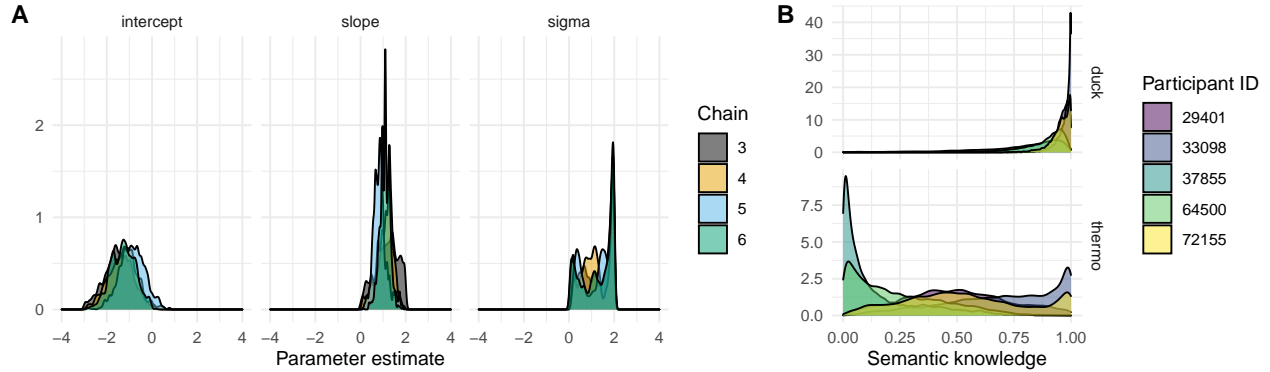 A
intercept
slope
sigma
2
1
0
−4 −2 0 2 4
−4 −2 0 2 4
−4 −2 0 2 4
Parameter estimate
Chain
3
4
5
6
B
40
30
20
10
0
duck
7.5
5.0
2.5
0.0
thermo
0.00 0.25 0.50 0.75 1.00
Semantic knowledge
Participant ID
29401
33098
37855
64500
72155